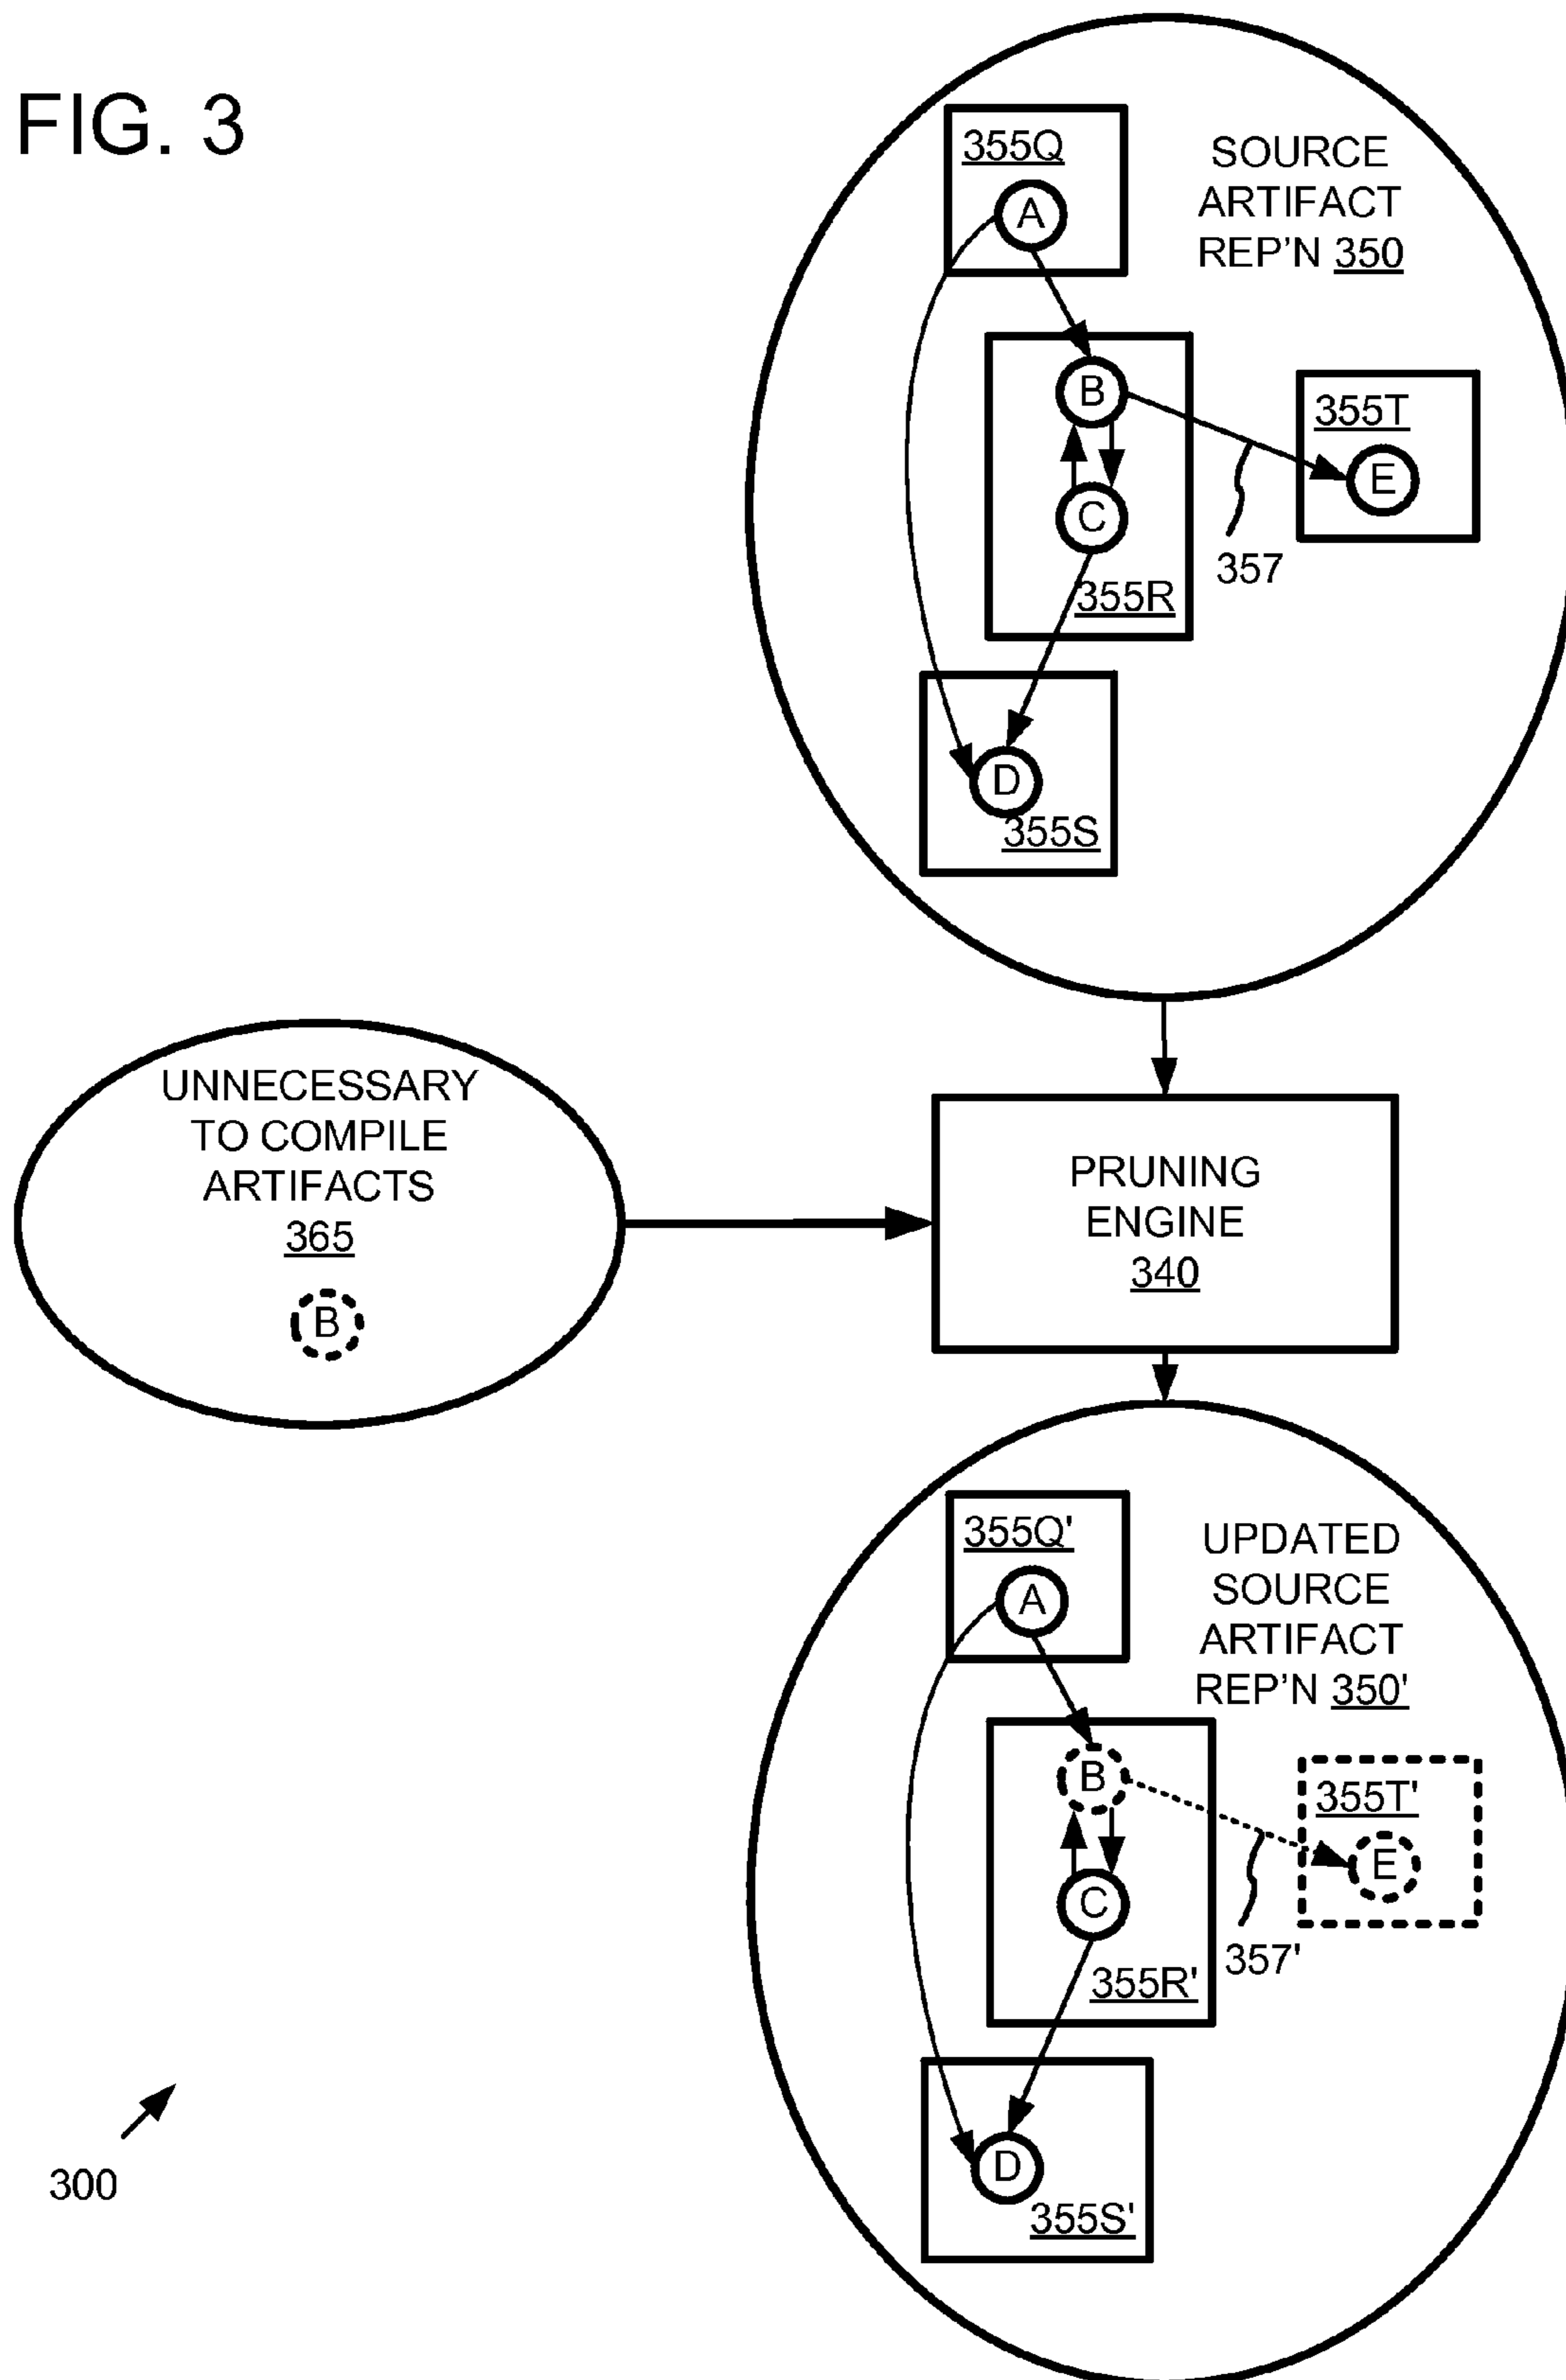 FIG. 3
355Q
A
SOURCE
ARTIFACT
REP'N 350
B
355T
E
C
357
355R
D
355S
UNNECESSARY
TO COMPILE
ARTIFACTS
365
B
PRUNING
ENGINE
340
355Q'
A
UPDATED
SOURCE
ARTIFACT
REP'N 350'
B
355T'
E
C
357'
355R'
D
355S'
300